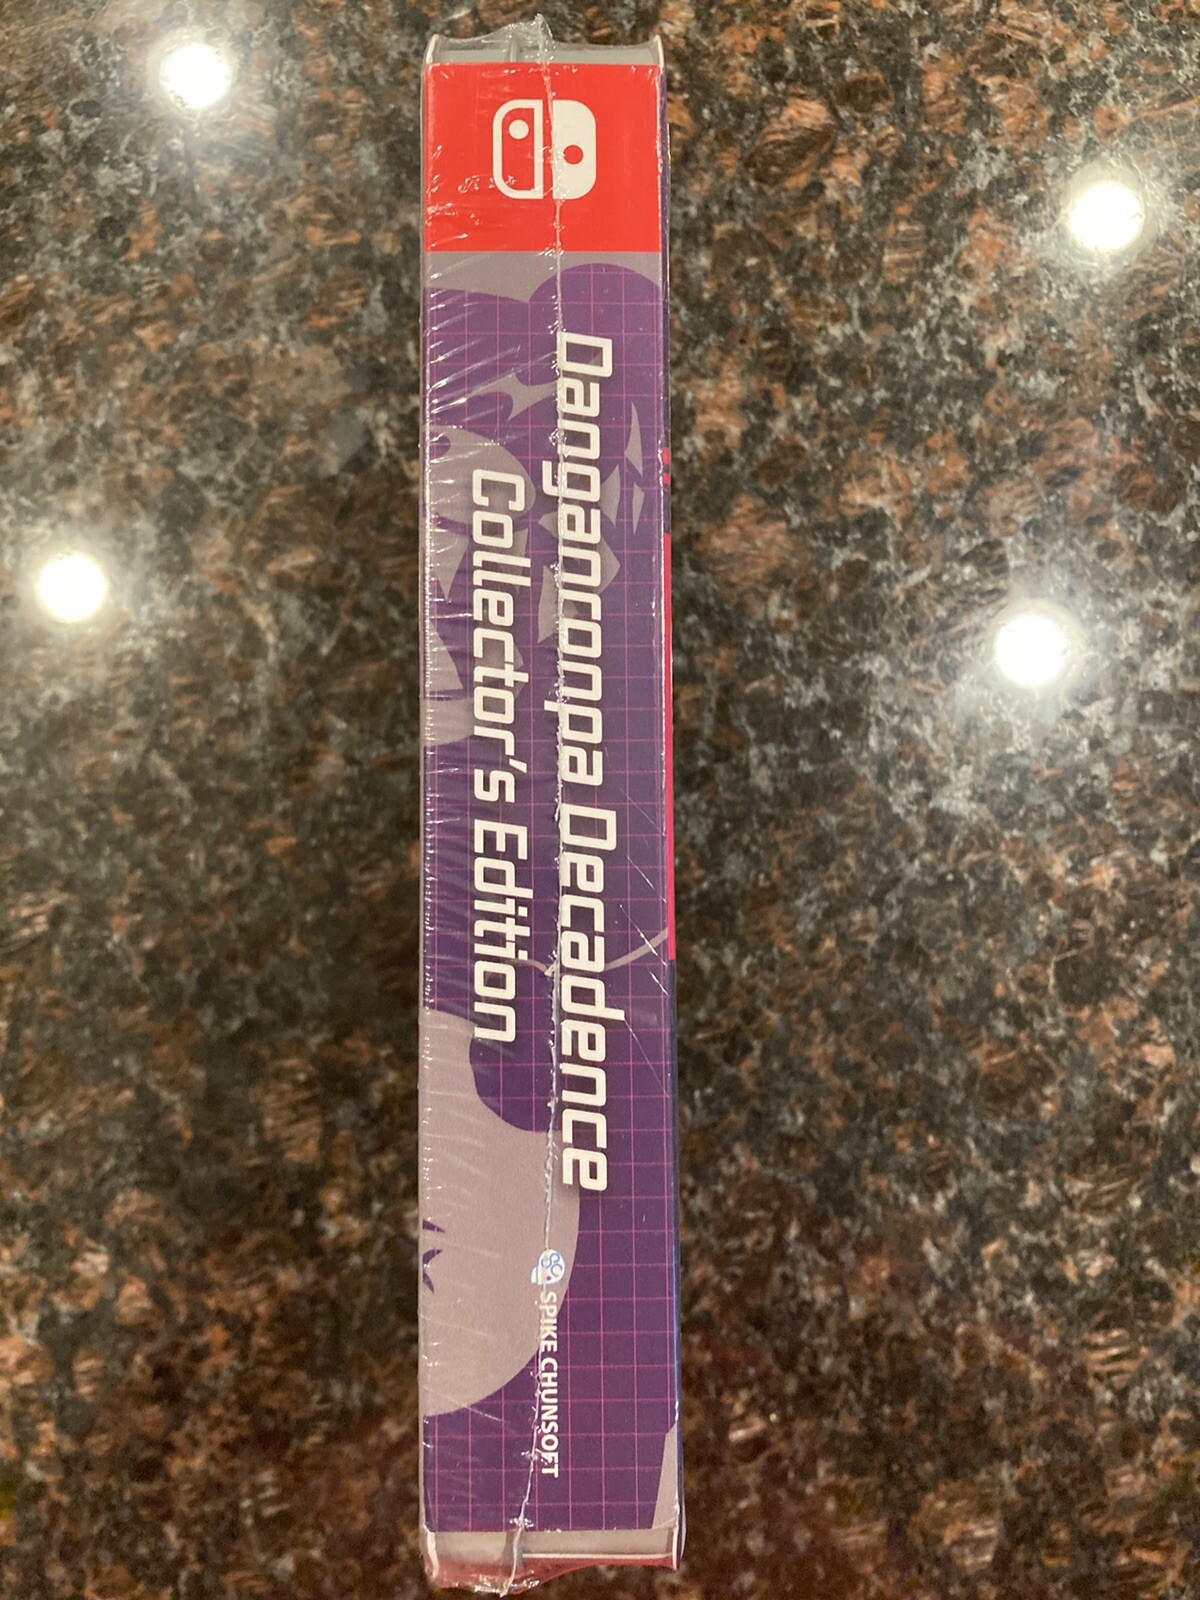 Danganronpa Decadence
Collector's Edition
SPIKE CHUNSOFT